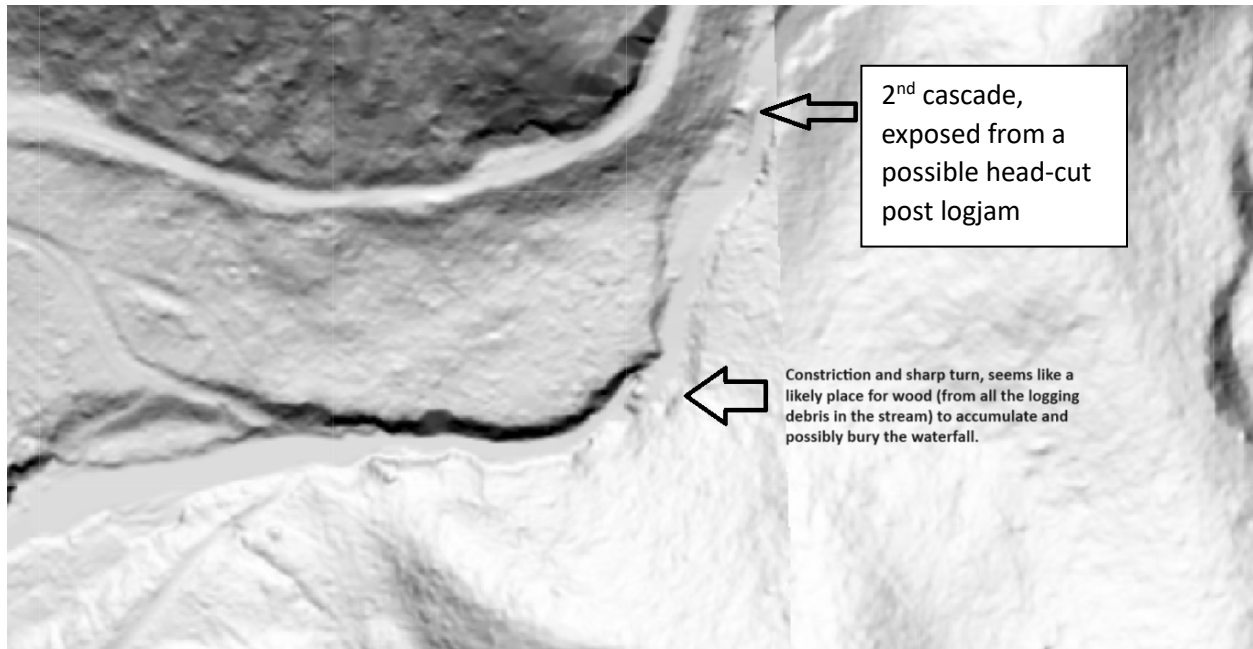 2nd cascade,
exposed from a
possible head-cut
post logjam
Constriction and sharp turn, seems like a
likely place for wood (from all the logging
debris in the stream) to accumulate and
possibly bury the waterfall.